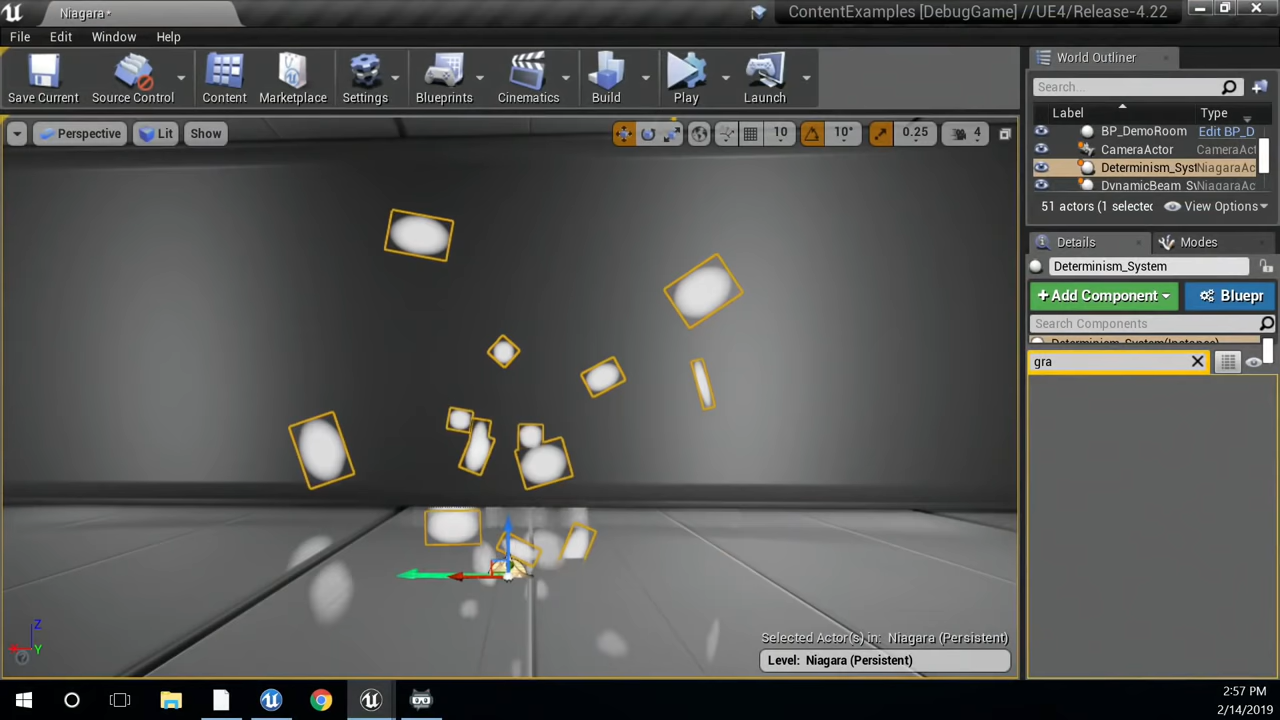 Niagara*
ContentExamples [DebugGame] //UE4/Release-4.22
File Edit Window Help
Save Current Source Control Content Marketplace Settings Blueprints Cinematics Build Play Launch
World Outliner
Search...
Label Type
BP_DemoRoom Edit BP_D
CameraActor CameraAct
Determinism_Syst NiagaraAc
DynamicBeam_Sy NiagaraAc
51 actors (1 selectec View Options
Perspective Lit Show 10 10° 0.25 4
Details Modes
Determinism_System
+Add Component Bluepr
Search Components
Determinism_System(Instance)
gra
Z
Y
Selected Actor(s) in: Niagara (Persistent)
Level: Niagara (Persistent)
2:57 PM
2/14/2019